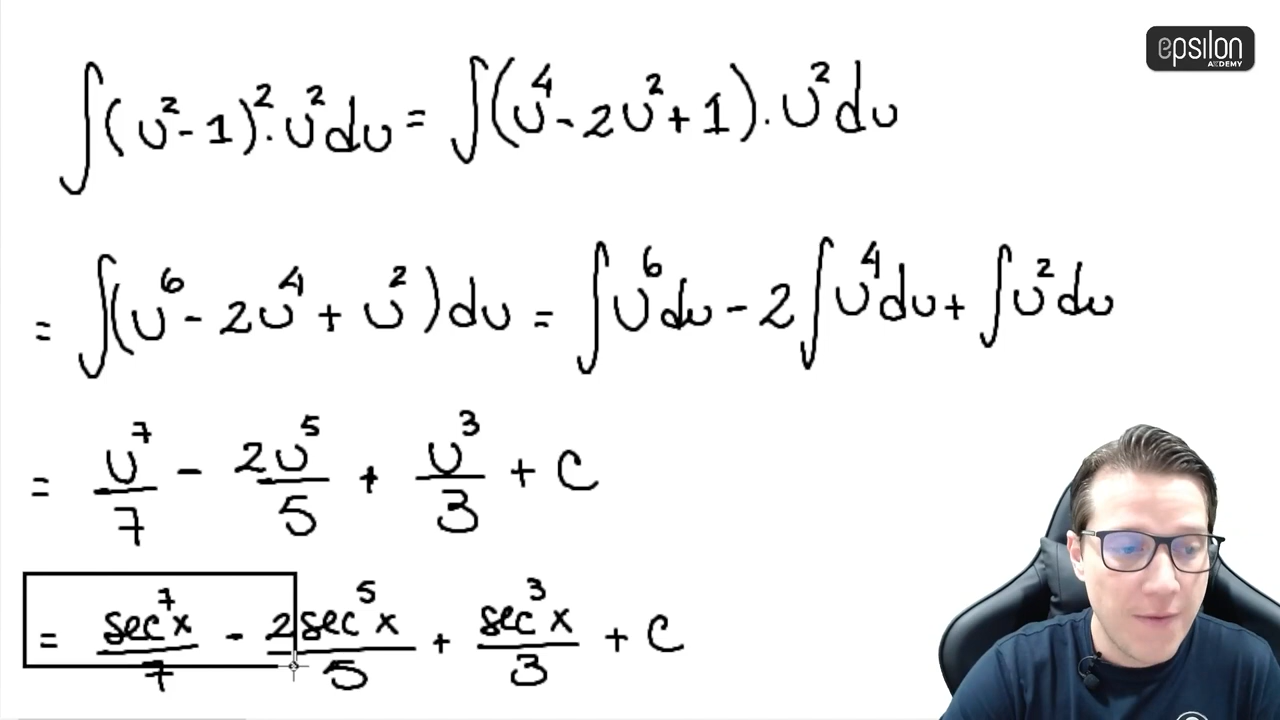 epsilon
ACADEMY
∫(u²-1)²·u²du = ∫(u⁴-2u²+1)·u²du
= ∫(u⁶-2u⁴+u²)du = ∫u⁶du-2∫u⁴du+∫u²du
= u⁷/7 - 2u⁵/5 + u³/3 + C
= sec⁷x/7 - 2sec⁵x/5 + sec³x/3 + C